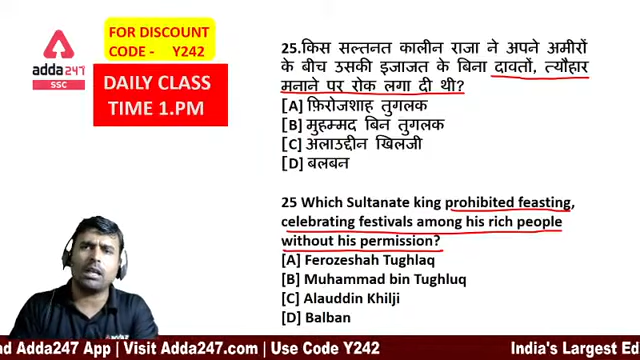 FOR DISCOUNT
CODE - Y242
adda247
SSC
DAILY CLASS
TIME 1.PM
25.किस सल्तनत कालीन राजा ने अपने अमीरों
के बीच उसकी इजाजत के बिना दावतों, त्यौहार
मनाने पर रोक लगा दी थी?
[A] फ़िरोजशाह तुगलक
[B] मुहम्मद बिन तुगलक
[C] अलाउद्दीन खिलजी
[D] बलबन
25 Which Sultanate king prohibited feasting,
celebrating festivals among his rich people
without his permission?
[A] Ferozeshah Tughlaq
[B] Muhammad bin Tughluq
[C] Alauddin Khilji
[D] Balban
ad Adda247 App | Visit Adda247.com | Use Code Y242
India's Largest Ed